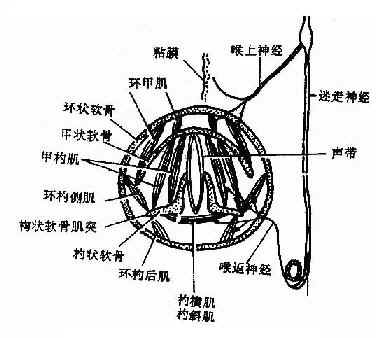 粘膜
喉上神经
环甲肌
迷走神经
环状软骨
甲状软骨
甲杓肌
声带
环杓侧肌
杓状软骨肌突
杓状软骨
环杓后肌
喉返神经
杓横肌
杓斜肌